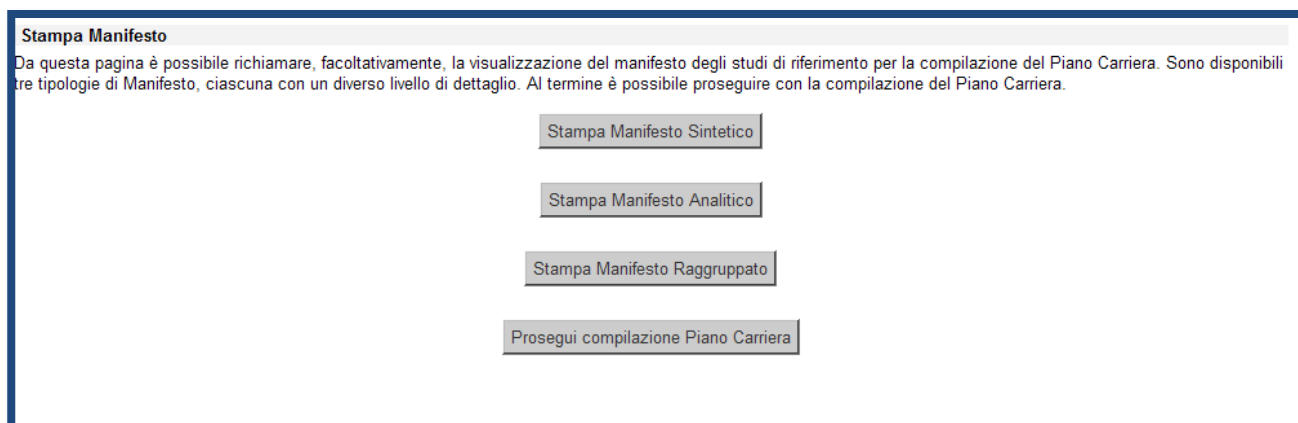 Stampa Manifesto
Da questa pagina è possibile richiamare, facoltativamente, la visualizzazione del manifesto degli studi di riferimento per la compilazione del Piano Carriera. Sono disponibili
tre tipologie di Manifesto, ciascuna con un diverso livello di dettaglio. Al termine è possibile proseguire con la compilazione del Piano Carriera.
Stampa Manifesto Sintetico
Stampa Manifesto Analitico
Stampa Manifesto Raggruppato
Prosegui compilazione Piano Carriera